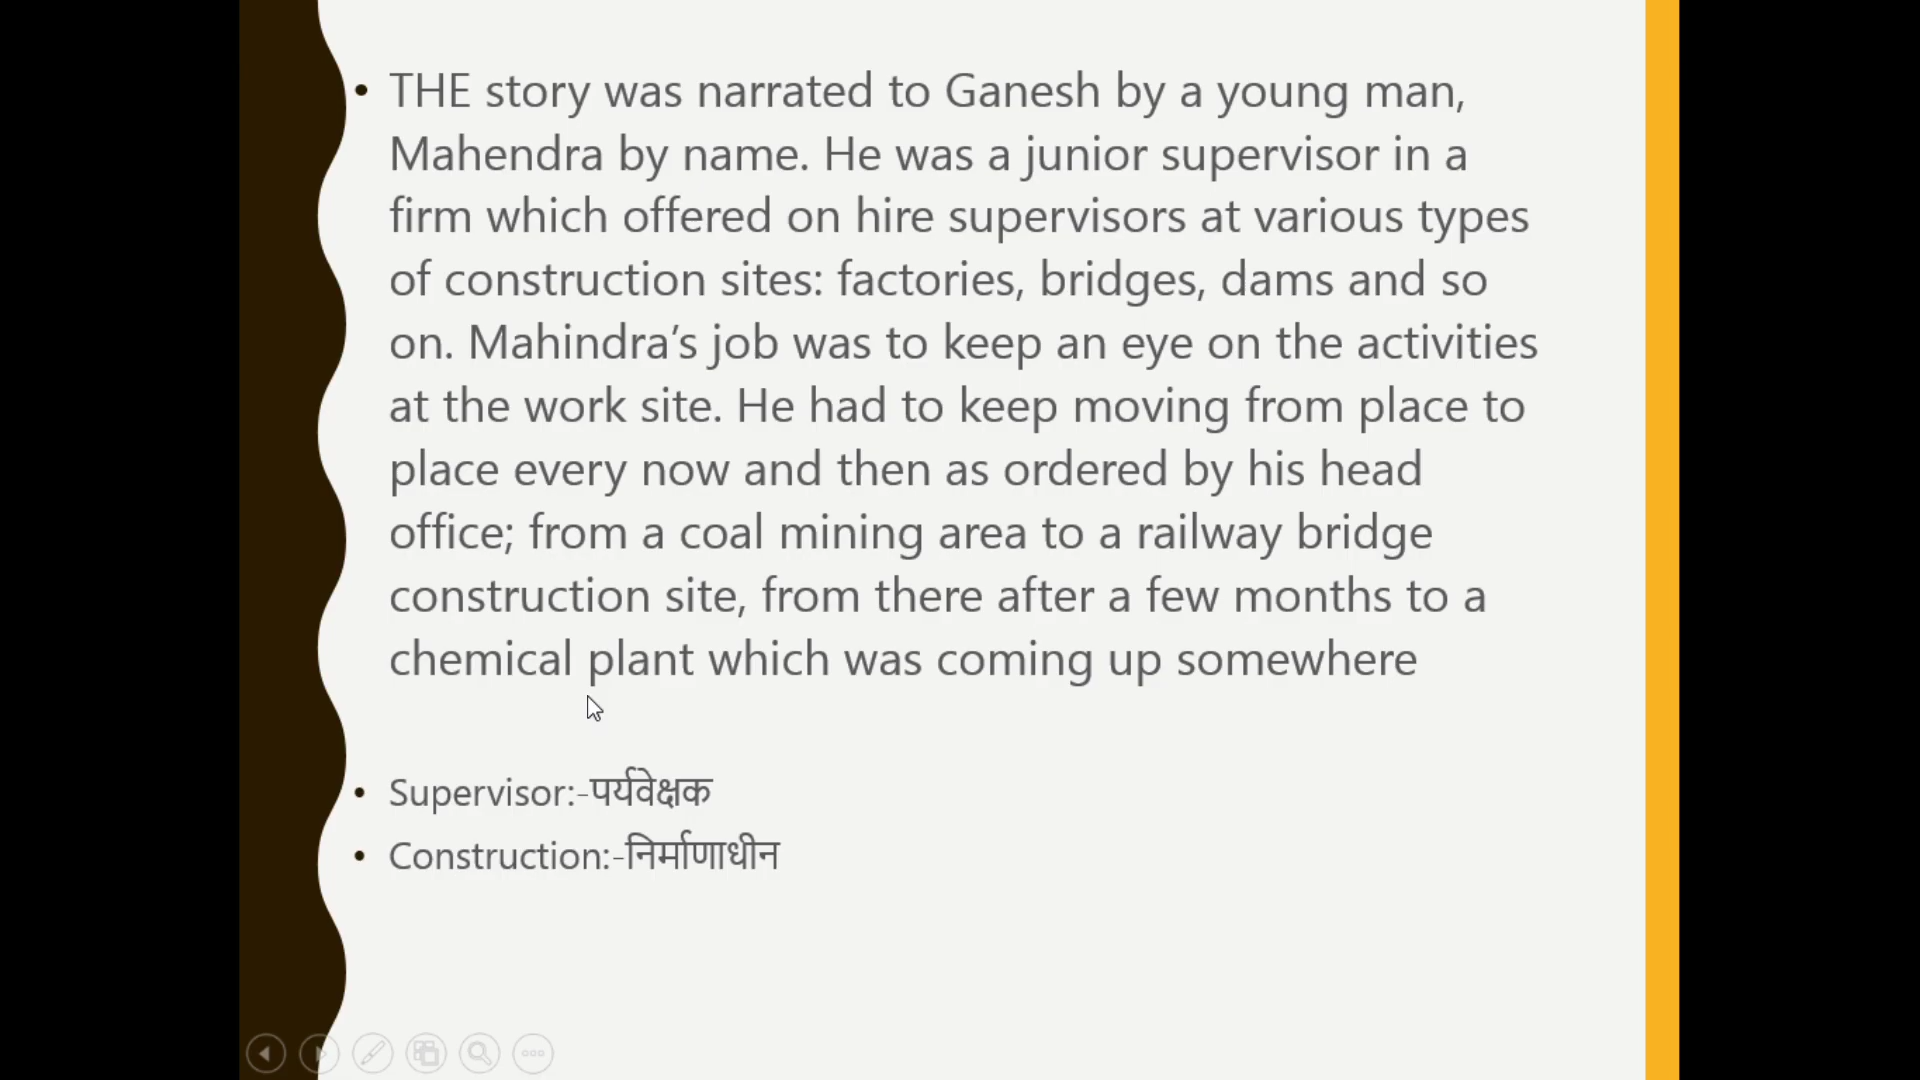 • THE story was narrated to Ganesh by a young man,
Mahendra by name. He was a junior supervisor in a
firm which offered on hire supervisors at various types
of construction sites: factories, bridges, dams and so
on. Mahindra’s job was to keep an eye on the activities
at the work site. He had to keep moving from place to
place every now and then as ordered by his head
office; from a coal mining area to a railway bridge
construction site, from there after a few months to a
chemical plant which was coming up somewhere
• Supervisor:-पर्यवेक्षक
• Construction:-निर्माणाधीन